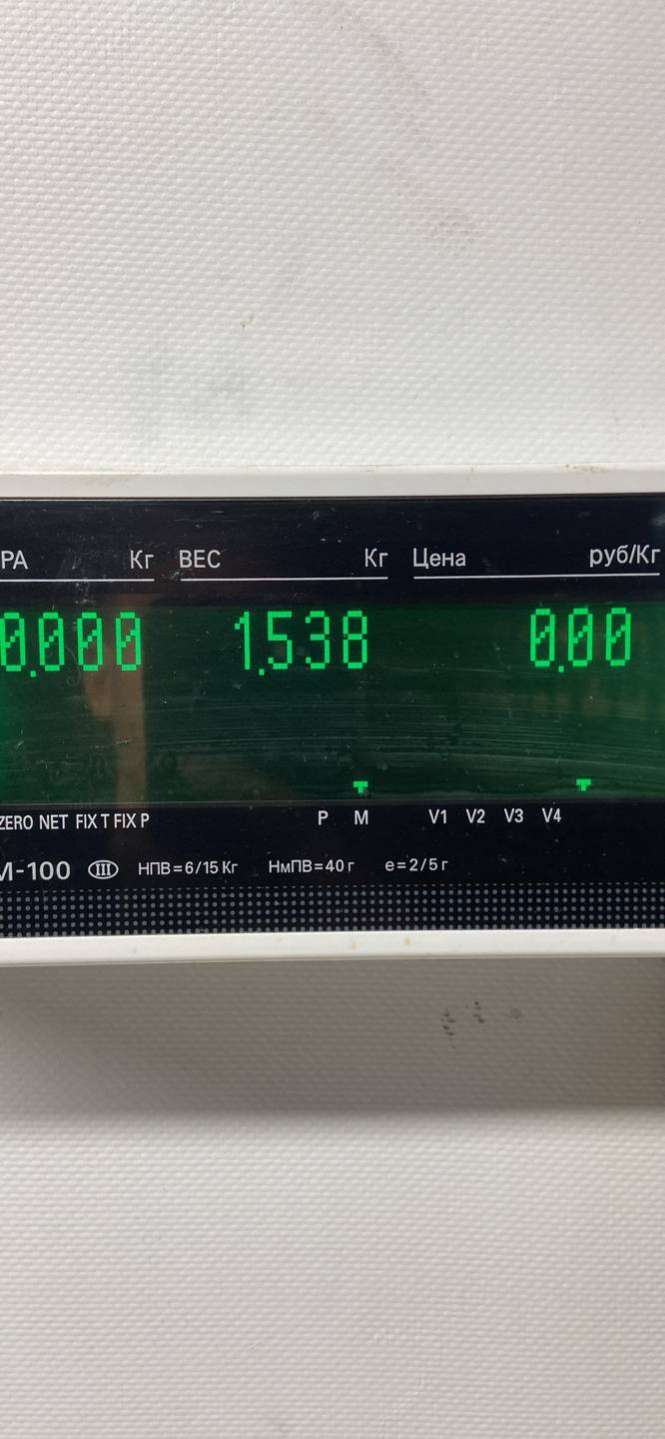 РА Кг ВЕС Кг Цена руб/Кг
0.000 1.538 0.00
ZERO NET FIX T FIX P P M V1 V2 V3 V4
М-100 III НПВ=6/15 Кг НмПВ=40 г е=2/5 г